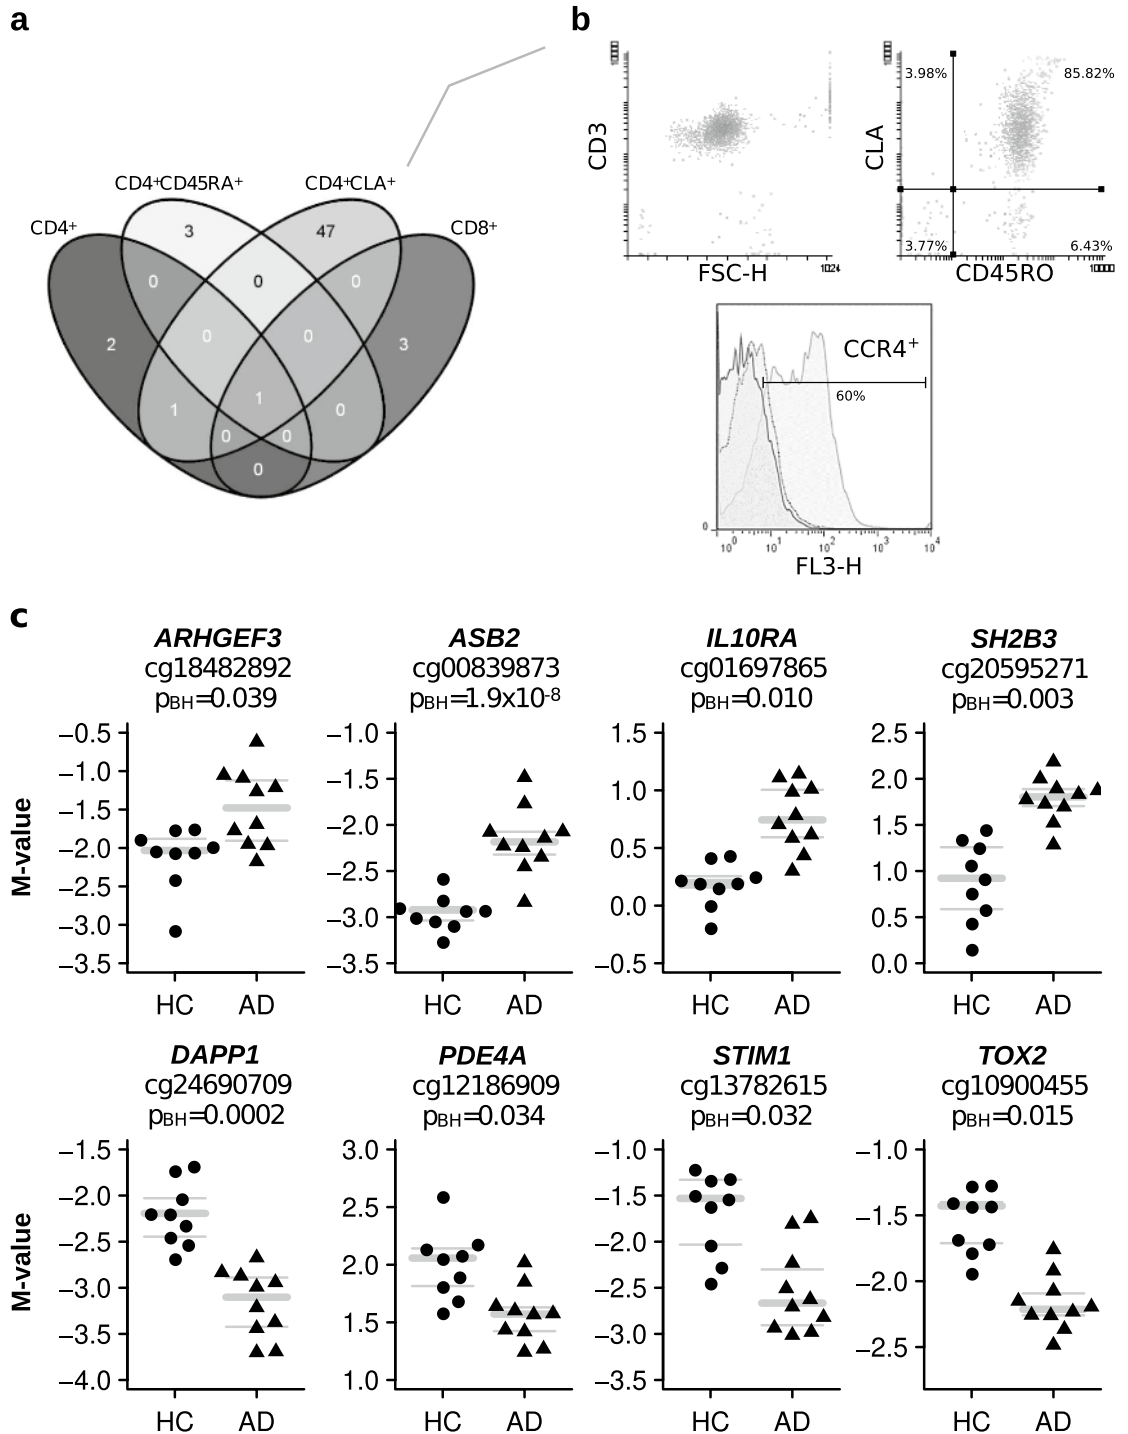 a
b
CD4+CD45RA+
CD4+CLA+
CD4+
CD8+
3
47
0
0
0
2
0
0
3
1
1
0
0
0
0
CD3
FSC-H
CLA
3.98%
85.82%
3.77%
6.43%
CD45RO
CCR4+
60%
0
10⁰ 10¹ 10² 10³ 10⁴
FL3-H
c
ARHGEF3 ASB2 IL10RA SH2B3
cg18482892 cg00839873 cg01697865 cg20595271
pBH=0.039 pBH=1.9x10-8 pBH=0.010 pBH=0.003
M-value
−0.5
−1.0
−1.5
−2.0
−2.5
−3.0
−3.5
HC AD
−1.0
−1.5
−2.0
−2.5
−3.0
−3.5
HC AD
1.5
1.0
0.5
0.0
−0.5
HC AD
2.5
2.0
1.5
1.0
0.5
0.0
HC AD
DAPP1 PDE4A STIM1 TOX2
cg24690709 cg12186909 cg13782615 cg10900455
pBH=0.0002 pBH=0.034 pBH=0.032 pBH=0.015
M-value
−1.5
−2.0
−2.5
−3.0
−3.5
−4.0
HC AD
3.0
2.5
2.0
1.5
1.0
HC AD
−1.0
−1.5
−2.0
−2.5
−3.0
−3.5
HC AD
−1.0
−1.5
−2.0
−2.5
HC AD